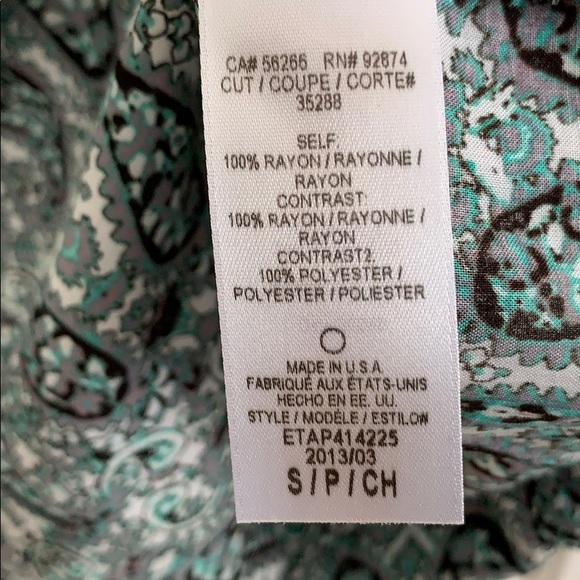 CA# 56266 RN# 92874
CUT / COUPE / CORTE#
35288
SELF:
100% RAYON / RAYONNE /
RAYON
CONTRAST:
100% RAYON / RAYONNE /
RAYON
CONTRAST2:
100% POLYESTER /
POLYESTER / POLIESTER
MADE IN U.S.A.
FABRIQUÉ AUX ÉTATS-UNIS
HECHO EN EE. UU.
STYLE / MODÈLE / ESTILO#
ETAP414225
2013/03
S / P / CH